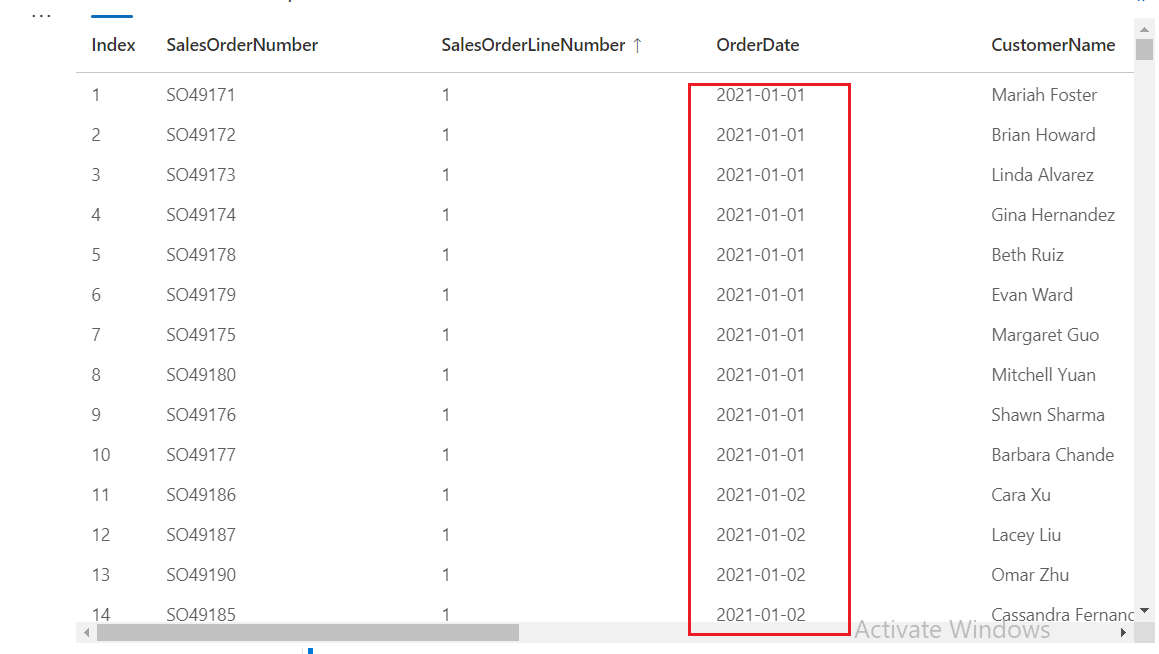 ...
Index SalesOrderNumber SalesOrderLineNumber ↑ OrderDate CustomerName
1 SO49171 1 2021-01-01 Mariah Foster
2 SO49172 1 2021-01-01 Brian Howard
3 SO49173 1 2021-01-01 Linda Alvarez
4 SO49174 1 2021-01-01 Gina Hernandez
5 SO49178 1 2021-01-01 Beth Ruiz
6 SO49179 1 2021-01-01 Evan Ward
7 SO49175 1 2021-01-01 Margaret Guo
8 SO49180 1 2021-01-01 Mitchell Yuan
9 SO49176 1 2021-01-01 Shawn Sharma
10 SO49177 1 2021-01-01 Barbara Chande
11 SO49186 1 2021-01-02 Cara Xu
12 SO49187 1 2021-01-02 Lacey Liu
13 SO49190 1 2021-01-02 Omar Zhu
14 SO49185 1 2021-01-02 Cassandra Fernanc
Activate Windows